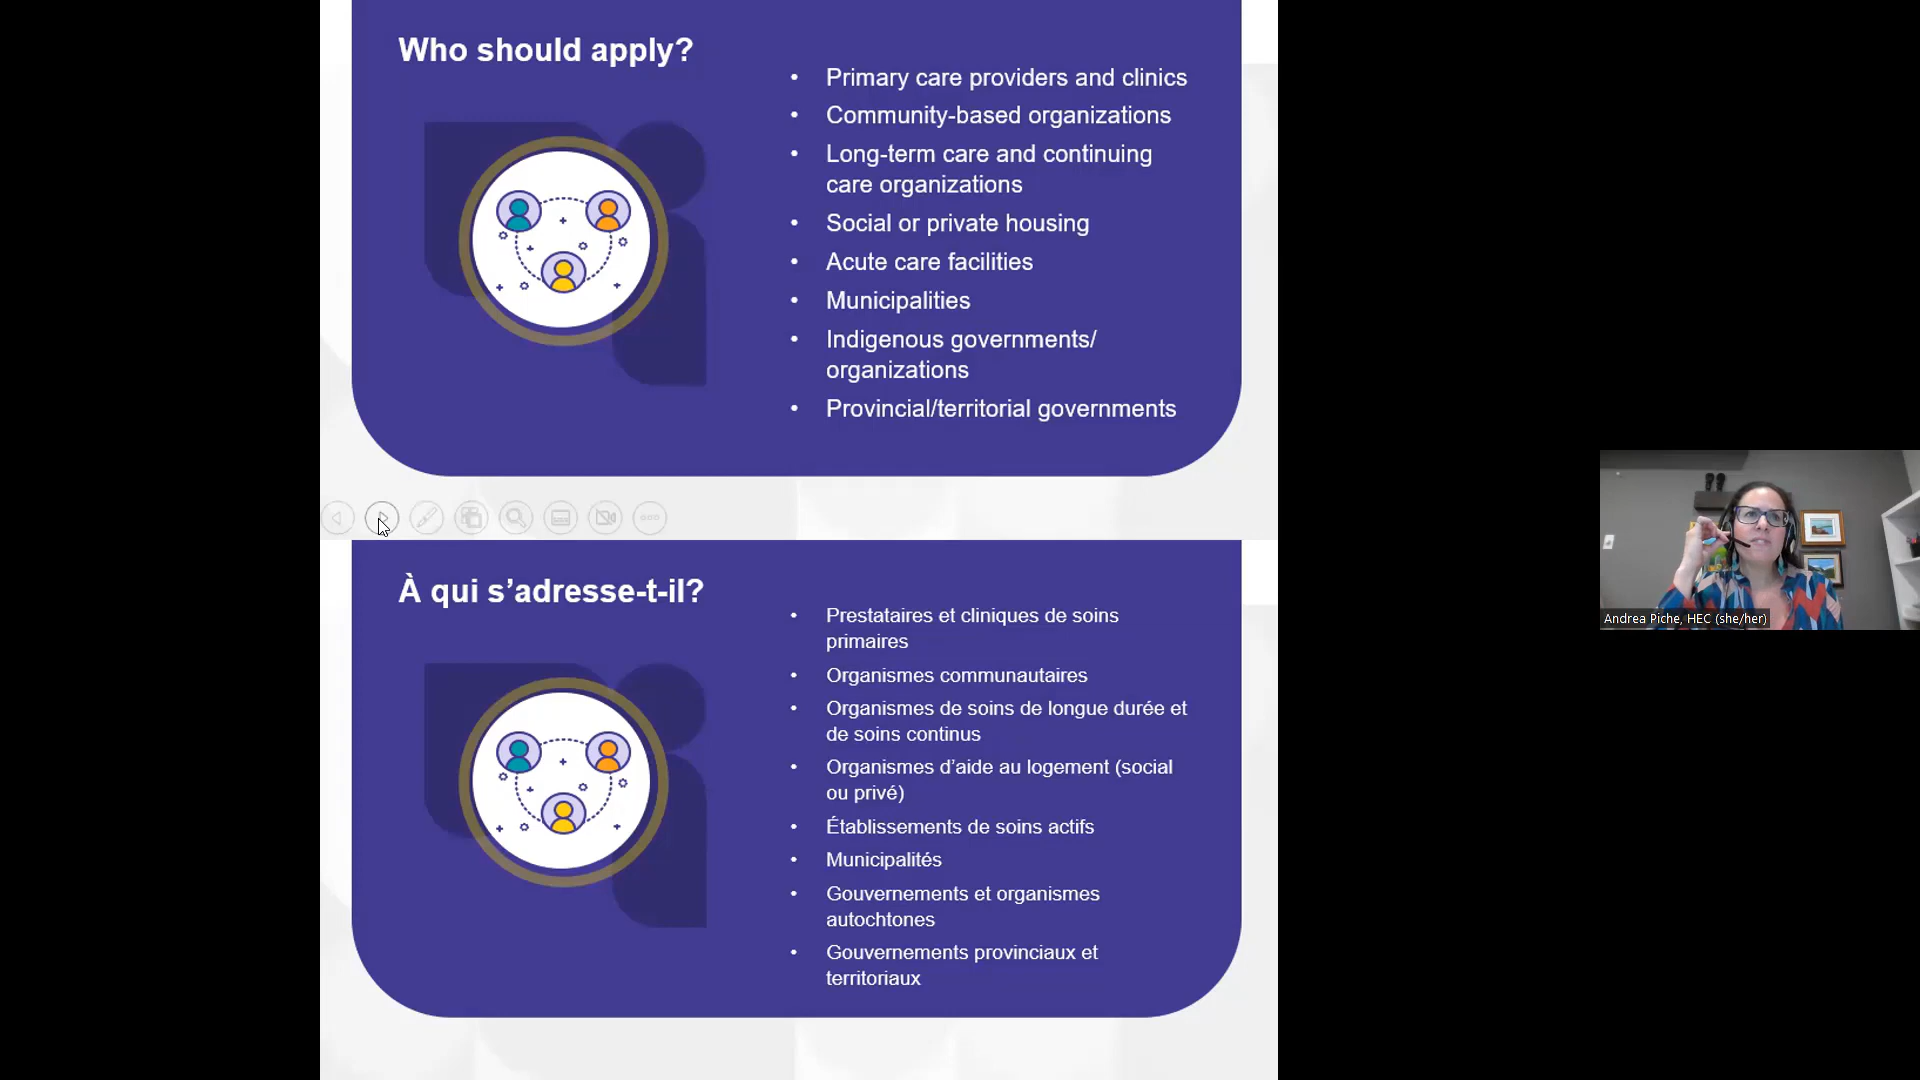 Who should apply?
• Primary care providers and clinics
• Community-based organizations
• Long-term care and continuing
care organizations
• Social or private housing
• Acute care facilities
• Municipalities
• Indigenous governments/
organizations
• Provincial/territorial governments
À qui s’adresse-t-il?
• Prestataires et cliniques de soins
primaires
• Organismes communautaires
• Organismes de soins de longue durée et
de soins continus
• Organismes d’aide au logement (social
ou privé)
• Établissements de soins actifs
• Municipalités
• Gouvernements et organismes
autochtones
• Gouvernements provinciaux et
territoriaux
Andrea Piche, HEC (she/her)